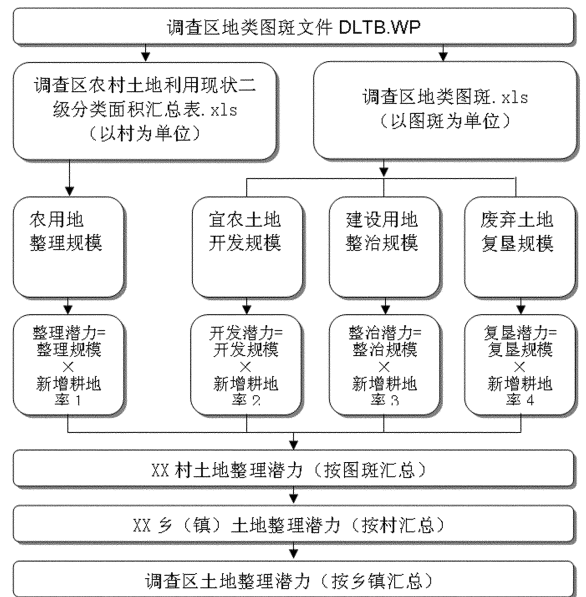 调查区地类图斑文件 DLTB.WP
调查区农村土地利用现状二
级分类面积汇总表.xls
（以村为单位）
调查区地类图斑.xls
（以图斑为单位）
农用地
整理规模
宜农土地
开发规模
建设用地
整治规模
废弃土地
复垦规模
整理潜力=
整理规模
×
新增耕地
率1
开发潜力=
开发规模
×
新增耕地
率2
整治潜力=
整治规模
×
新增耕地
率3
复垦潜力=
复垦规模
×
新增耕地
率4
XX村土地整理潜力（按图斑汇总）
XX乡（镇）土地整理潜力（按村汇总）
调查区土地整理潜力（按乡镇汇总）